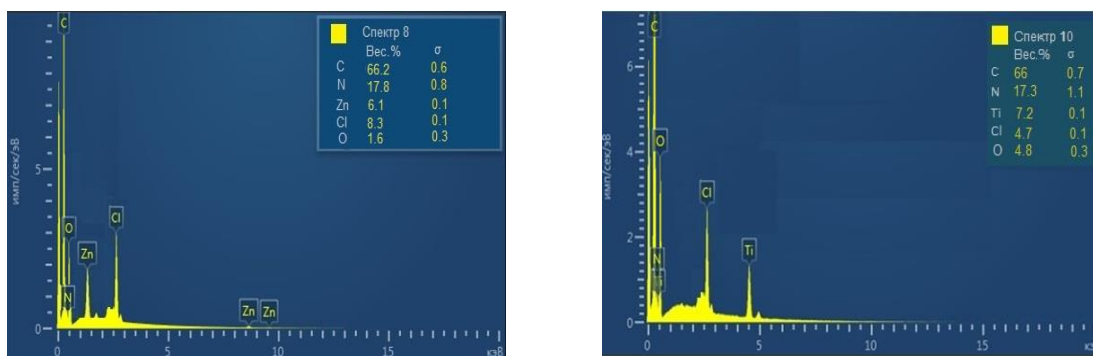 Спектр 8
Вес.% σ
C 66.2 0.6
N 17.8 0.8
Zn 6.1 0.1
Cl 8.3 0.1
O 1.6 0.3
C
O
N
Zn
Cl
Zn Zn
имп/сек/эВ
5
0
0 5 10 15 кэВ
Спектр 10
Вес.% σ
C 66 0.7
N 17.3 1.1
Ti 7.2 0.1
Cl 4.7 0.1
O 4.8 0.3
C
O
N
Cl
Ti
имп/сек/эВ
6
4
2
0
0 5 10 15 кэ